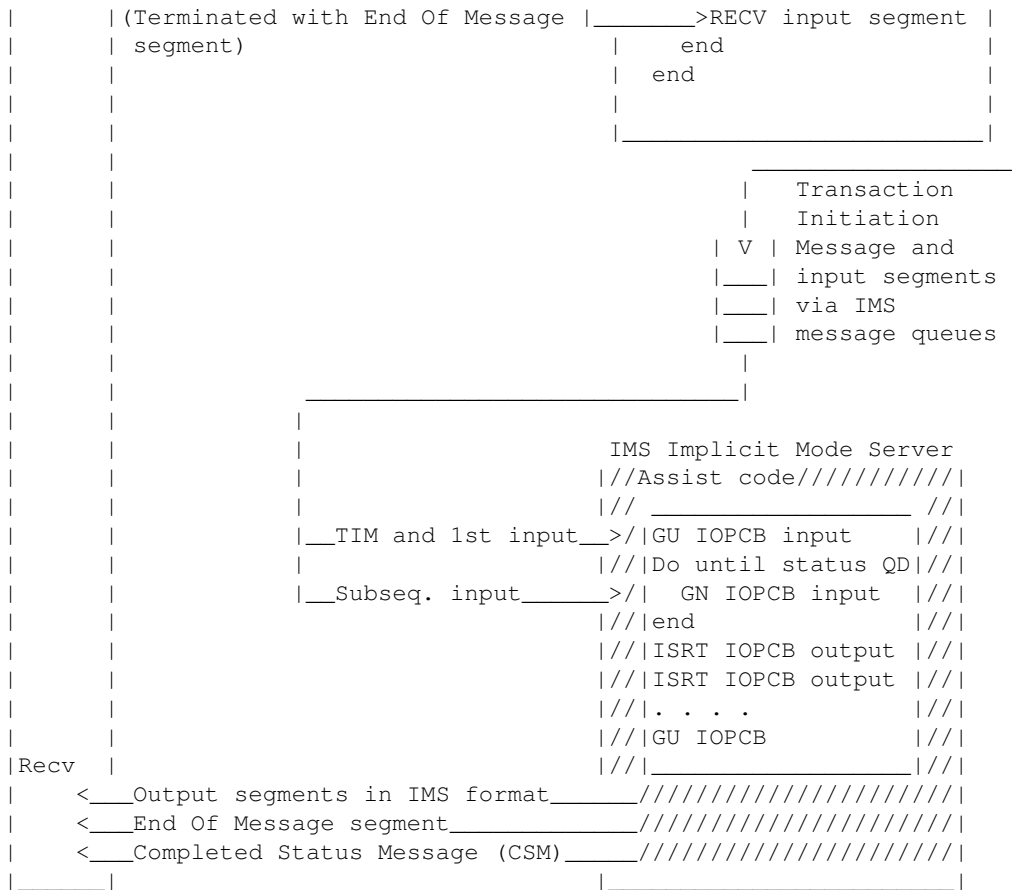 (Terminated with End Of Message >RECV input segment
segment) end
end
Transaction
Initiation
V Message and
input segments
via IMS
message queues
IMS Implicit Mode Server
//Assist code///////////
// //
TIM and 1st input >/ GU IOPCB input //
// Do until status QD //
Subseq. input >/ GN IOPCB input //
// end //
// ISRT IOPCB output //
// ISRT IOPCB output //
// . . . . //
// GU IOPCB //
Recv // //
< Output segments in IMS format //////////////////////
< End Of Message segment //////////////////////
< Completed Status Message (CSM) //////////////////////